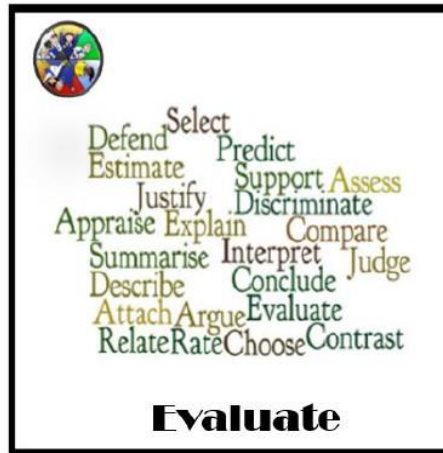 Select
Defend Predict
Estimate Support Assess
Justify Discriminate
Appraise Explain Compare
Summarise Interpret Judge
Describe Conclude
Attach Argue Evaluate
Relate Rate Choose Contrast
Evaluate